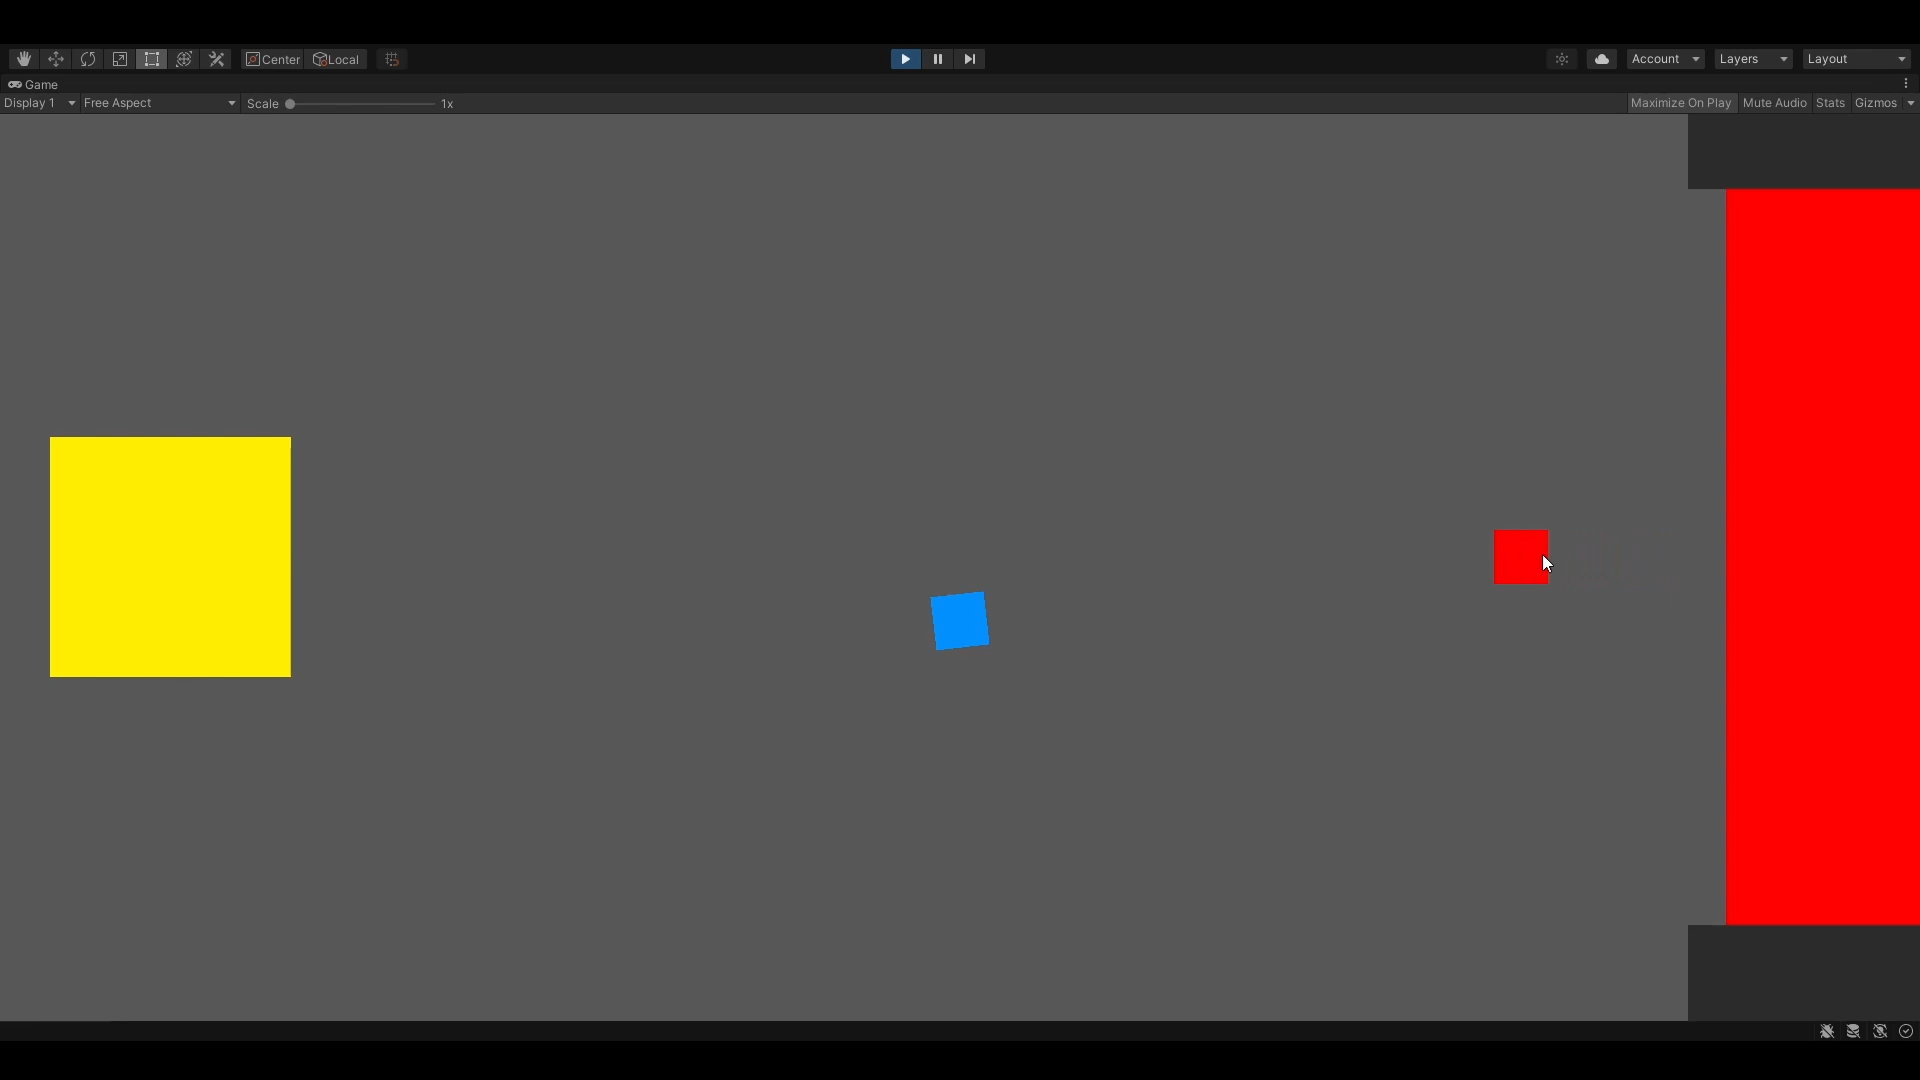 Center Local Account Layers Layout
Game
Display 1 Free Aspect Scale 1x Maximize On Play Mute Audio Stats Gizmos